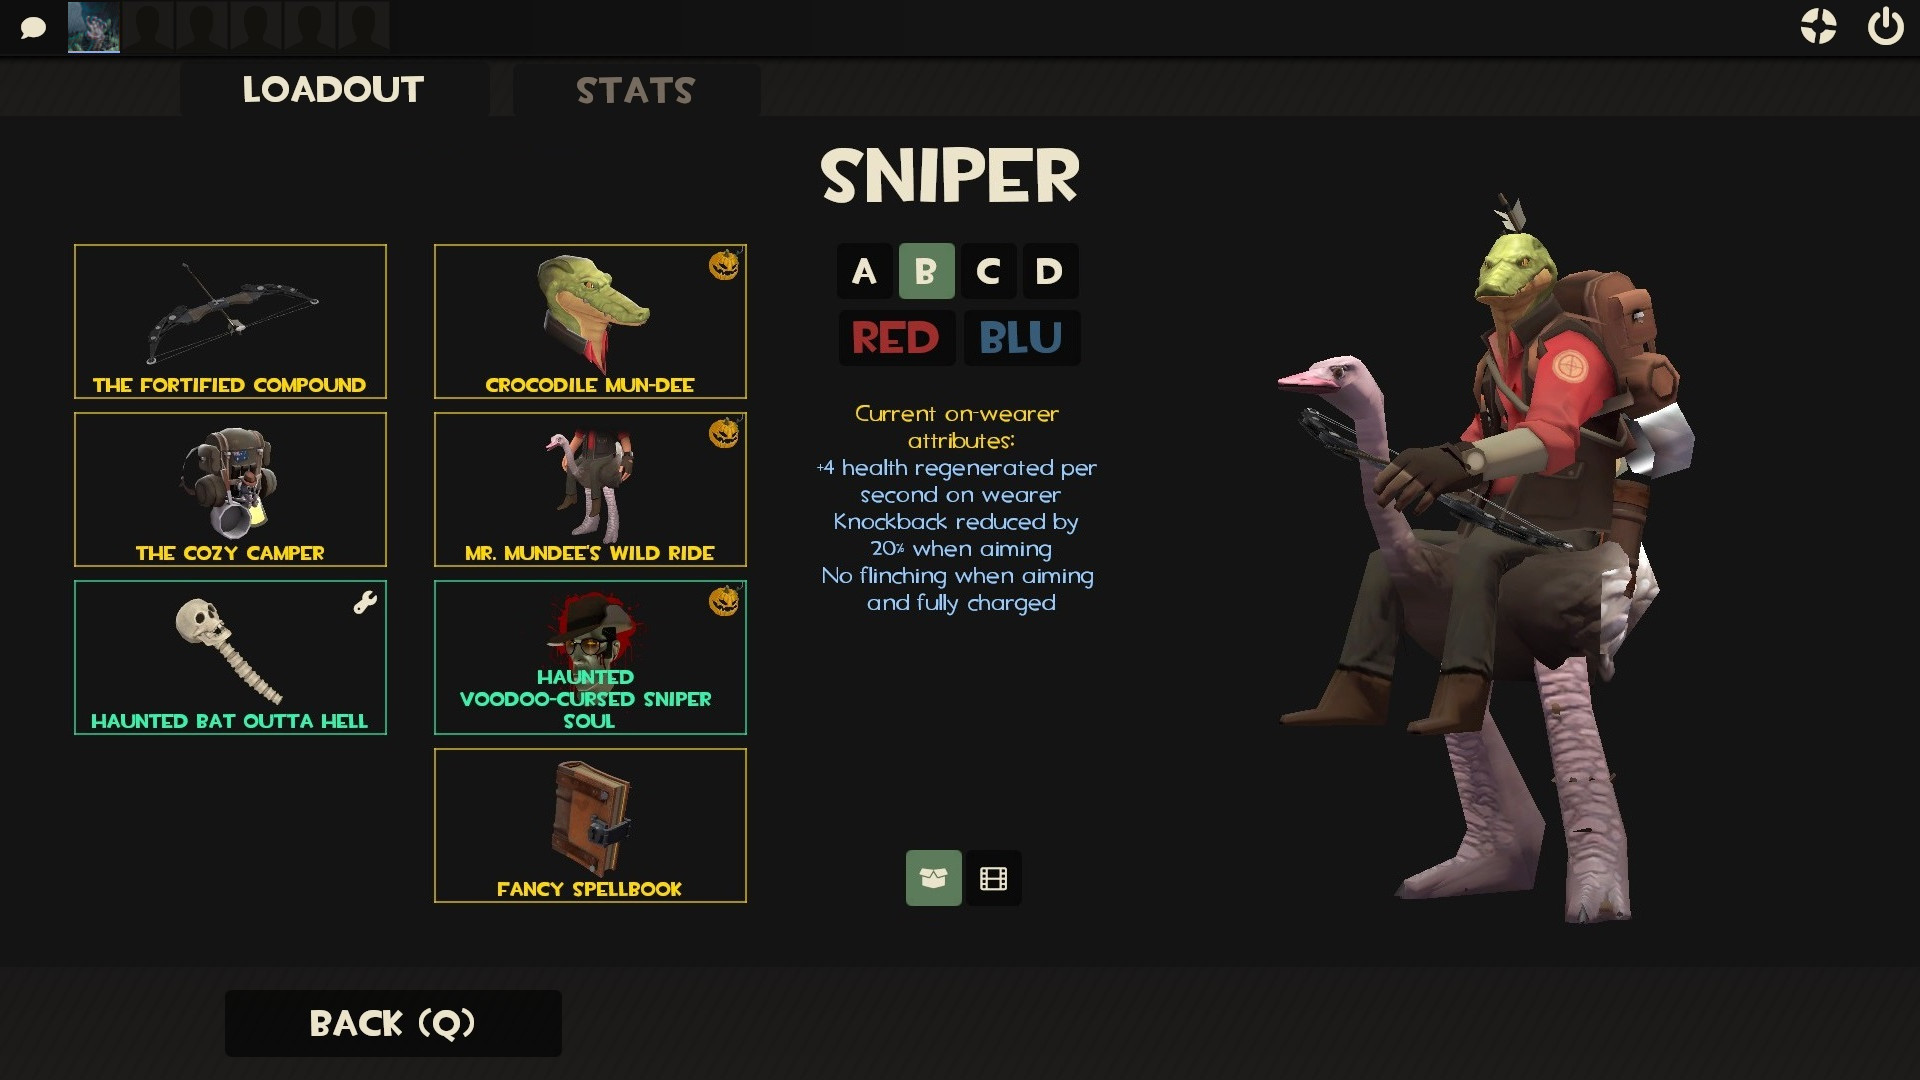 LOADOUT
STATS
SNIPER
A
B
C
D
RED
BLU
THE FORTIFIED COMPOUND
CROCODILE MUN-DEE
THE COZY CAMPER
MR. MUNDEE'S WILD RIDE
HAUNTED BAT OUTTA HELL
HAUNTED
VOODOO-CURSED SNIPER
SOUL
FANCY SPELLBOOK
Current on-wearer
attributes:
+4 health regenerated per
second on wearer
Knockback reduced by
20% when aiming
No flinching when aiming
and fully charged
BACK (Q)